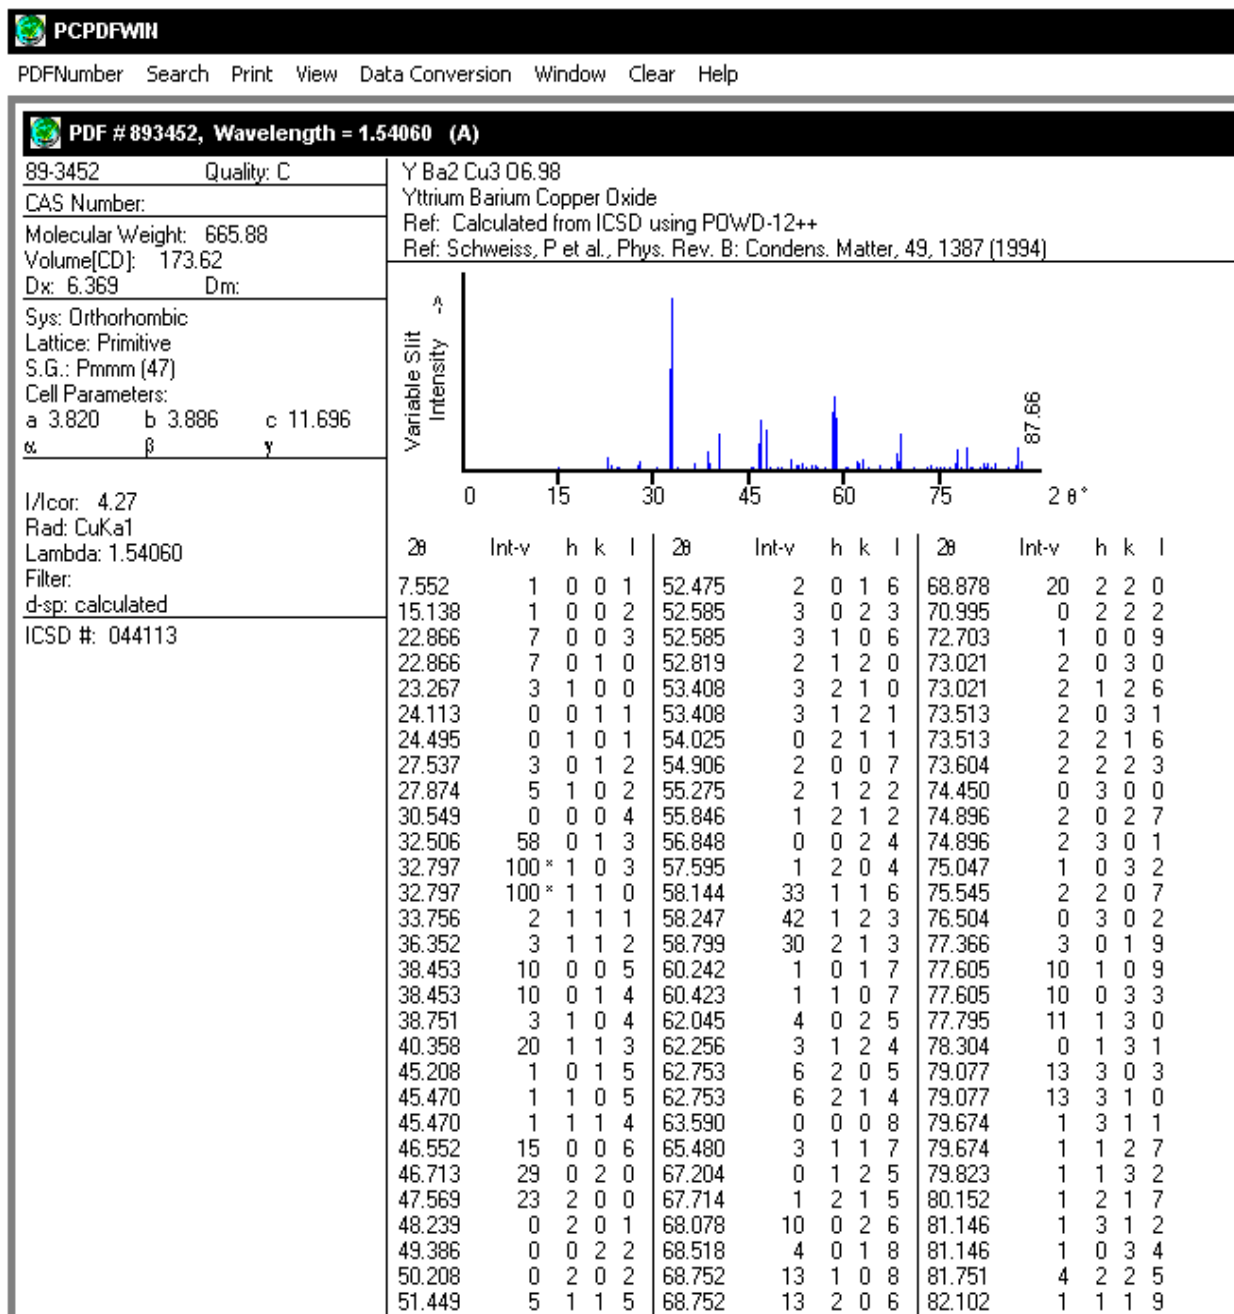 PCPDFWIN
PDFNumber Search Print View Data Conversion Window Clear Help
PDF # 893452, Wavelength = 1.54060 (A)
89-3452 Quality: C
CAS Number:
Molecular Weight: 665.88
Volume[CD]: 173.62
Dx: 6.369 Dm:
Sys: Orthorhombic
Lattice: Primitive
S.G.: Pmmm (47)
Cell Parameters:
a 3.820 b 3.886 c 11.696
α β γ
I/Icor: 4.27
Rad: CuKa1
Lambda: 1.54060
Filter:
d-sp: calculated
ICSD #: 044113
Y Ba2 Cu3 O6.98
Yttrium Barium Copper Oxide
Ref: Calculated from ICSD using POWD-12++
Ref: Schweiss, P et al., Phys. Rev. B: Condens. Matter, 49, 1387 (1994)
Variable Slit
Intensity ->
87.66
0 15 30 45 60 75 2 θ°
2θ Int-v h k l 2θ Int-v h k l 2θ Int-v h k l
7.552 1 0 0 1 52.475 2 0 1 6 68.878 20 2 2 0
15.138 1 0 0 2 52.585 3 0 2 3 70.995 0 2 2 2
22.866 7 0 0 3 52.585 3 1 0 6 72.703 1 0 0 9
22.866 7 0 1 0 52.819 2 1 2 0 73.021 2 0 3 0
23.267 3 1 0 0 53.408 3 2 1 0 73.021 2 1 2 6
24.113 0 0 1 1 53.408 3 1 2 1 73.513 2 0 3 1
24.495 0 1 0 1 54.025 0 2 1 1 73.513 2 2 1 6
27.537 3 0 1 2 54.906 2 0 0 7 73.604 2 2 2 3
27.874 5 1 0 2 55.275 2 1 2 2 74.450 0 3 0 0
30.549 0 0 0 4 55.846 1 2 1 2 74.896 2 0 2 7
32.506 58 0 1 3 56.848 0 0 2 4 74.896 2 3 0 1
32.797 100 * 1 0 3 57.595 1 2 0 4 75.047 1 0 3 2
32.797 100 * 1 1 0 58.144 33 1 1 6 75.545 2 2 0 7
33.756 2 1 1 1 58.247 42 1 2 3 76.504 0 3 0 2
36.352 3 1 1 2 58.799 30 2 1 3 77.366 3 0 1 9
38.453 10 0 0 5 60.242 1 0 1 7 77.605 10 1 0 9
38.453 10 0 1 4 60.423 1 1 0 7 77.605 10 0 3 3
38.751 3 1 0 4 62.045 4 0 2 5 77.795 11 1 3 0
40.358 20 1 1 3 62.256 3 1 2 4 78.304 0 1 3 1
45.208 1 0 1 5 62.753 6 2 0 5 79.077 13 3 0 3
45.470 1 1 0 5 62.753 6 2 1 4 79.077 13 3 1 0
45.470 1 1 1 4 63.590 0 0 0 8 79.674 1 3 1 1
46.552 15 0 0 6 65.480 3 1 1 7 79.674 1 1 2 7
46.713 29 0 2 0 67.204 0 1 2 5 79.823 1 1 3 2
47.569 23 2 0 0 67.714 1 2 1 5 80.152 1 2 1 7
48.239 0 2 0 1 68.078 10 0 2 6 81.146 1 3 1 2
49.386 0 0 2 2 68.518 4 0 1 8 81.146 1 0 3 4
50.208 0 2 0 2 68.752 13 1 0 8 81.751 4 2 2 5
51.449 5 1 1 5 68.752 13 2 0 6 82.102 1 1 1 9